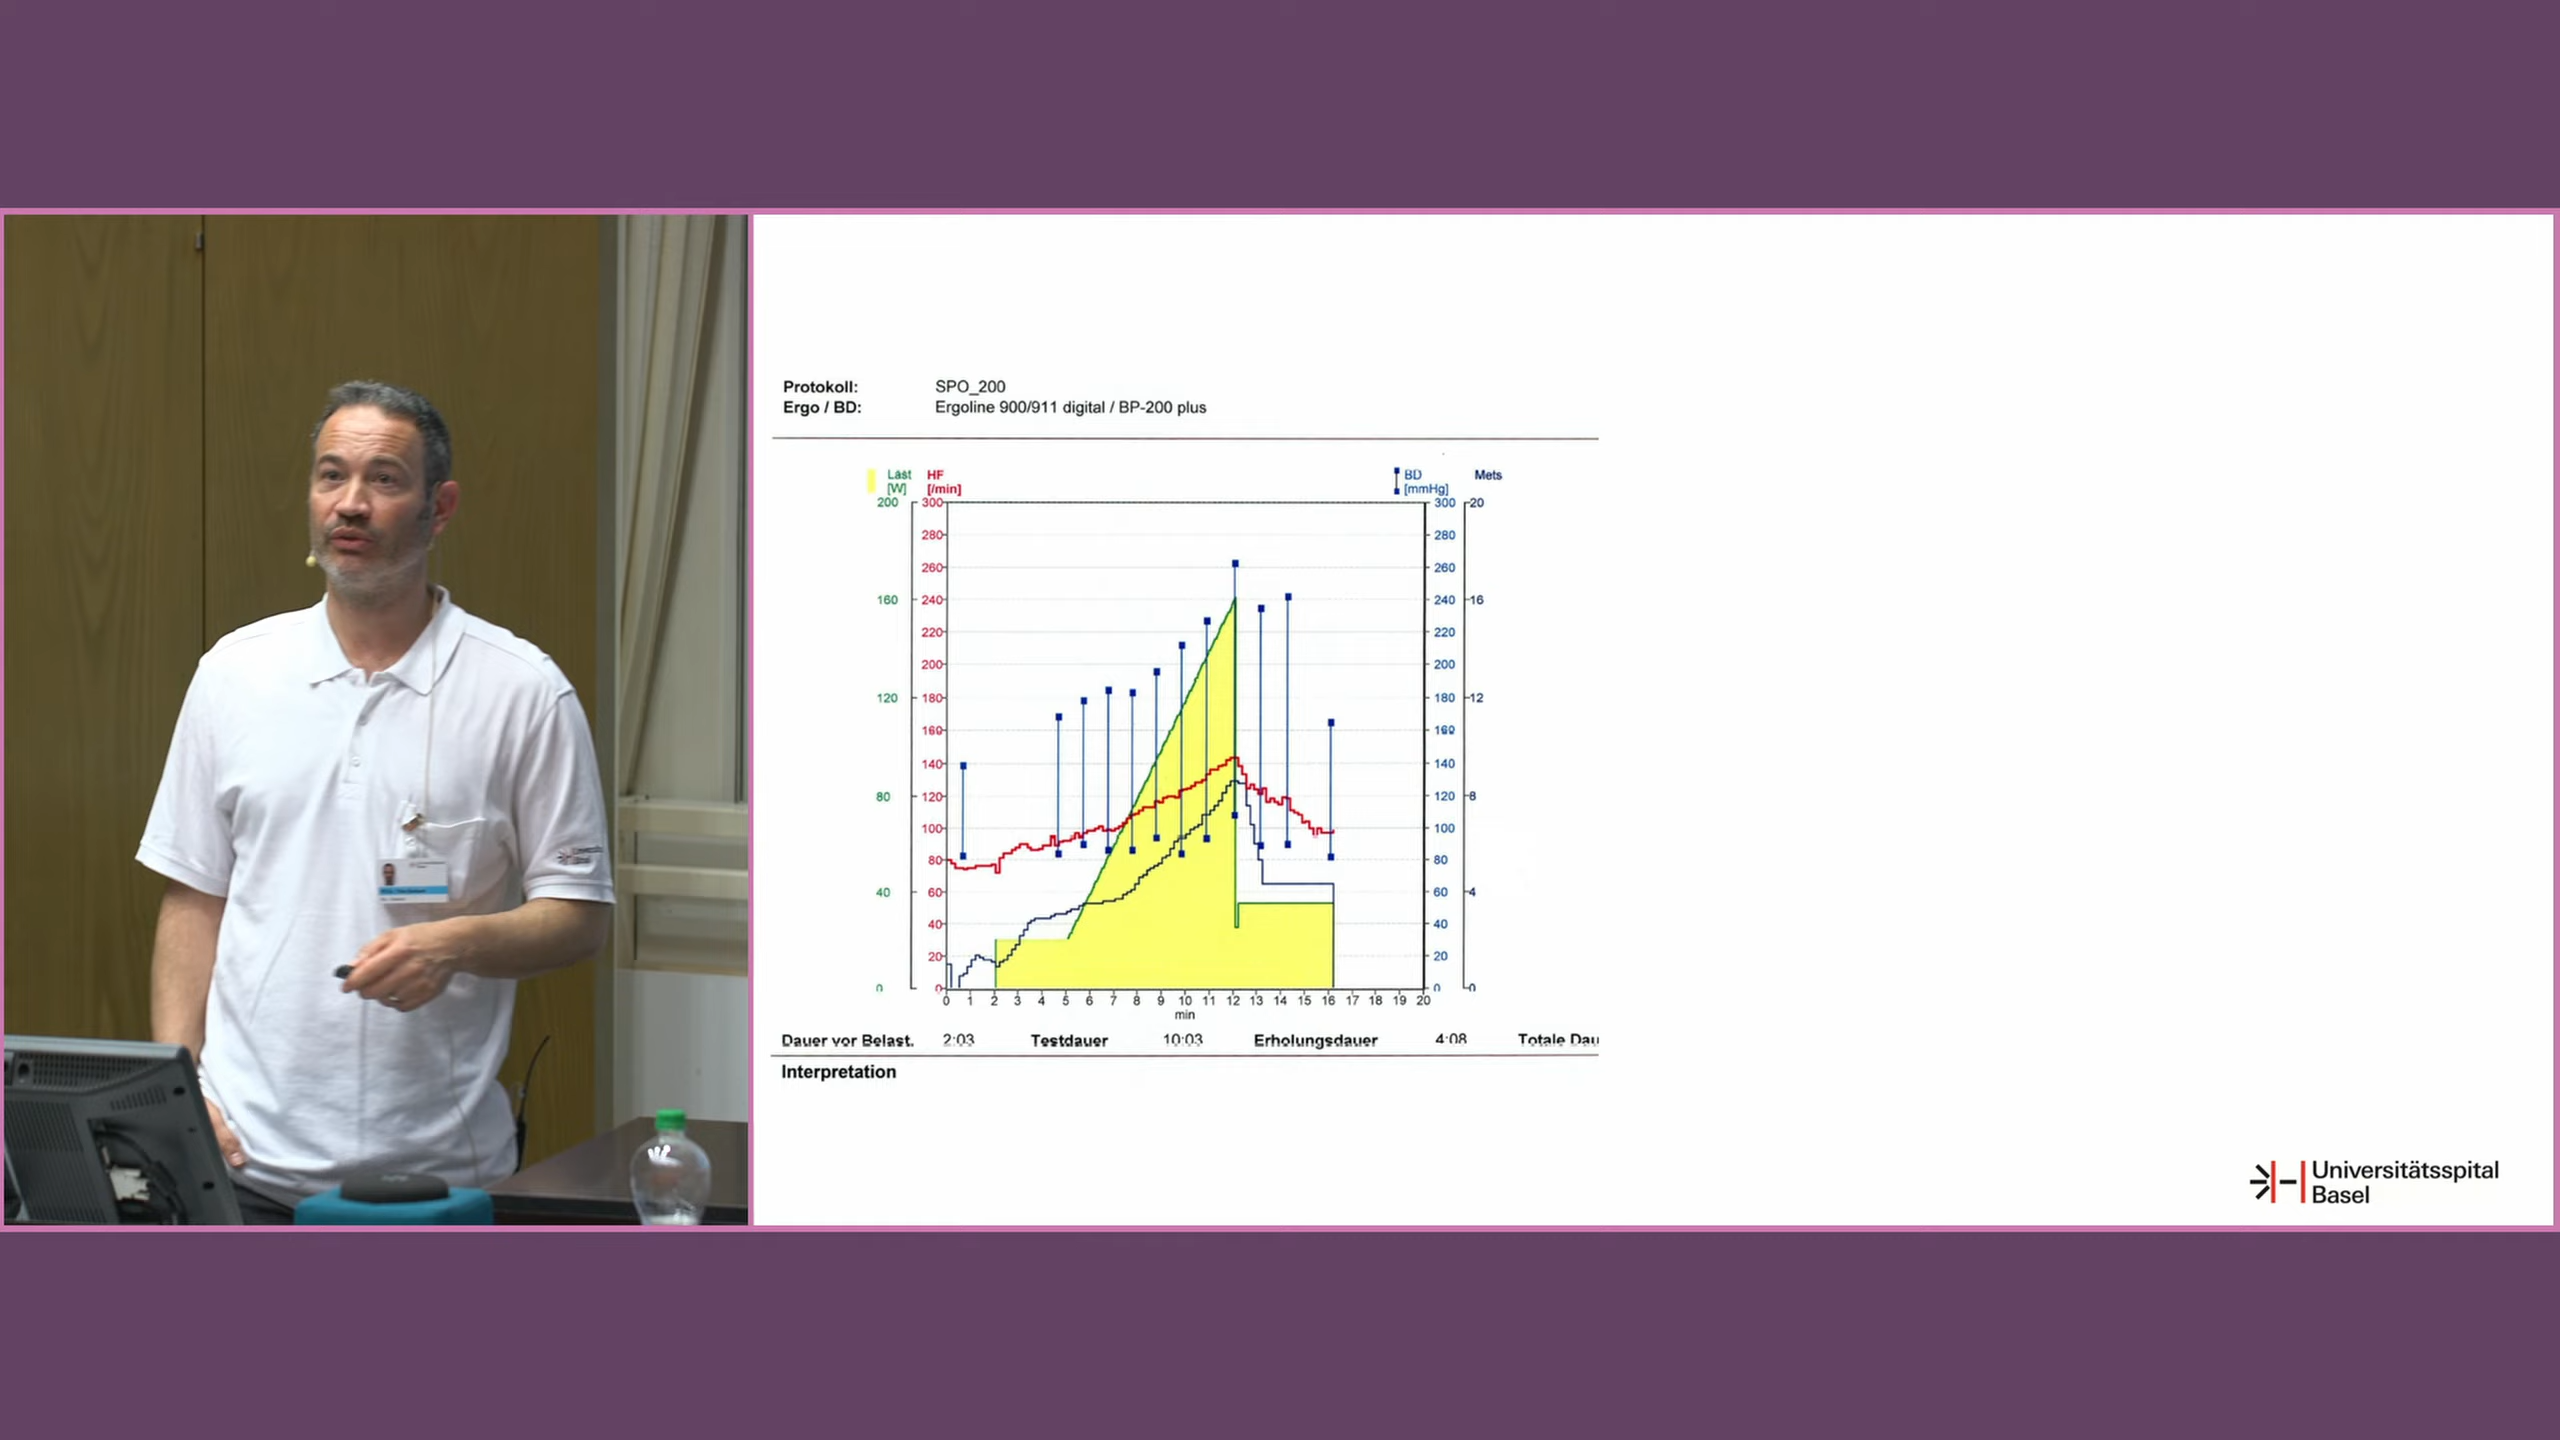 Protokoll: SPO_200
Ergo / BD: Ergoline 900/911 digital / BP-200 plus
Last HF BD Mets
[W] [/min] [mmHg]
200 300 300 20
280 280
260 260
160 240 240 16
220 220
200 200
120 180 180 12
160 160
140 140
80 120 120 8
100 100
80 80
40 60 60 4
40 40
20 20
0 0 0 0
0 1 2 3 4 5 6 7 8 9 10 11 12 13 14 15 16 17 18 19 20
min
Dauer vor Belast. 2:03 Testdauer 10:03 Erholungsdauer 4:08 Totale Dau
Interpretation
Universitätsspital
Basel